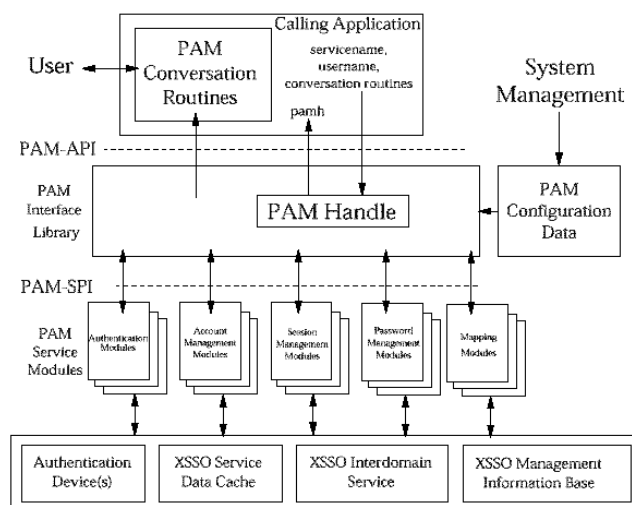 Calling Application
PAM
Conversation
Routines
servicename,
username,
conversation routines
User
pamh
System
Management
PAM-API
PAM
Interface
Library
PAM Handle
PAM
Configuration
Data
PAM-SPI
PAM
Service
Modules
Authentication
Modules
Account
Management
Modules
Session
Management
Modules
Password
Management
Modules
Mapping
Modules
Authentication
Device(s)
XSSO Service
Data Cache
XSSO Interdomain
Service
XSSO Management
Information Base